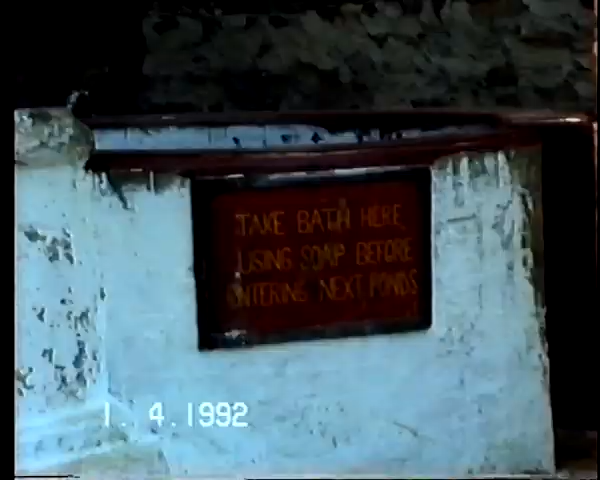 TAKE BATH HERE
USING SOAP BEFORE
ENTERING NEXT PONDS
1. 4.1992